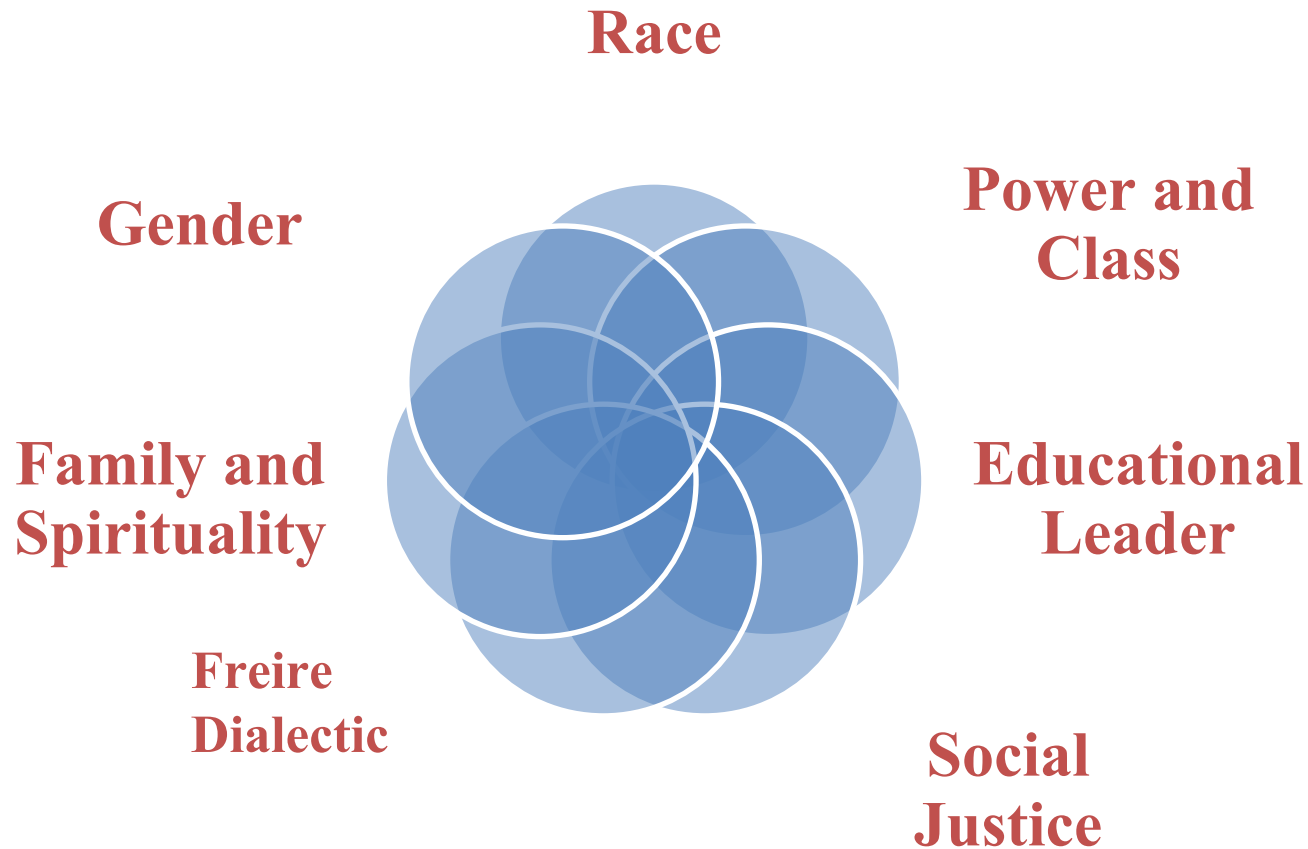 Race
Power and
Class
Gender
Educational
Leader
Family and
Spirituality
Freire
Dialectic
Social
Justice